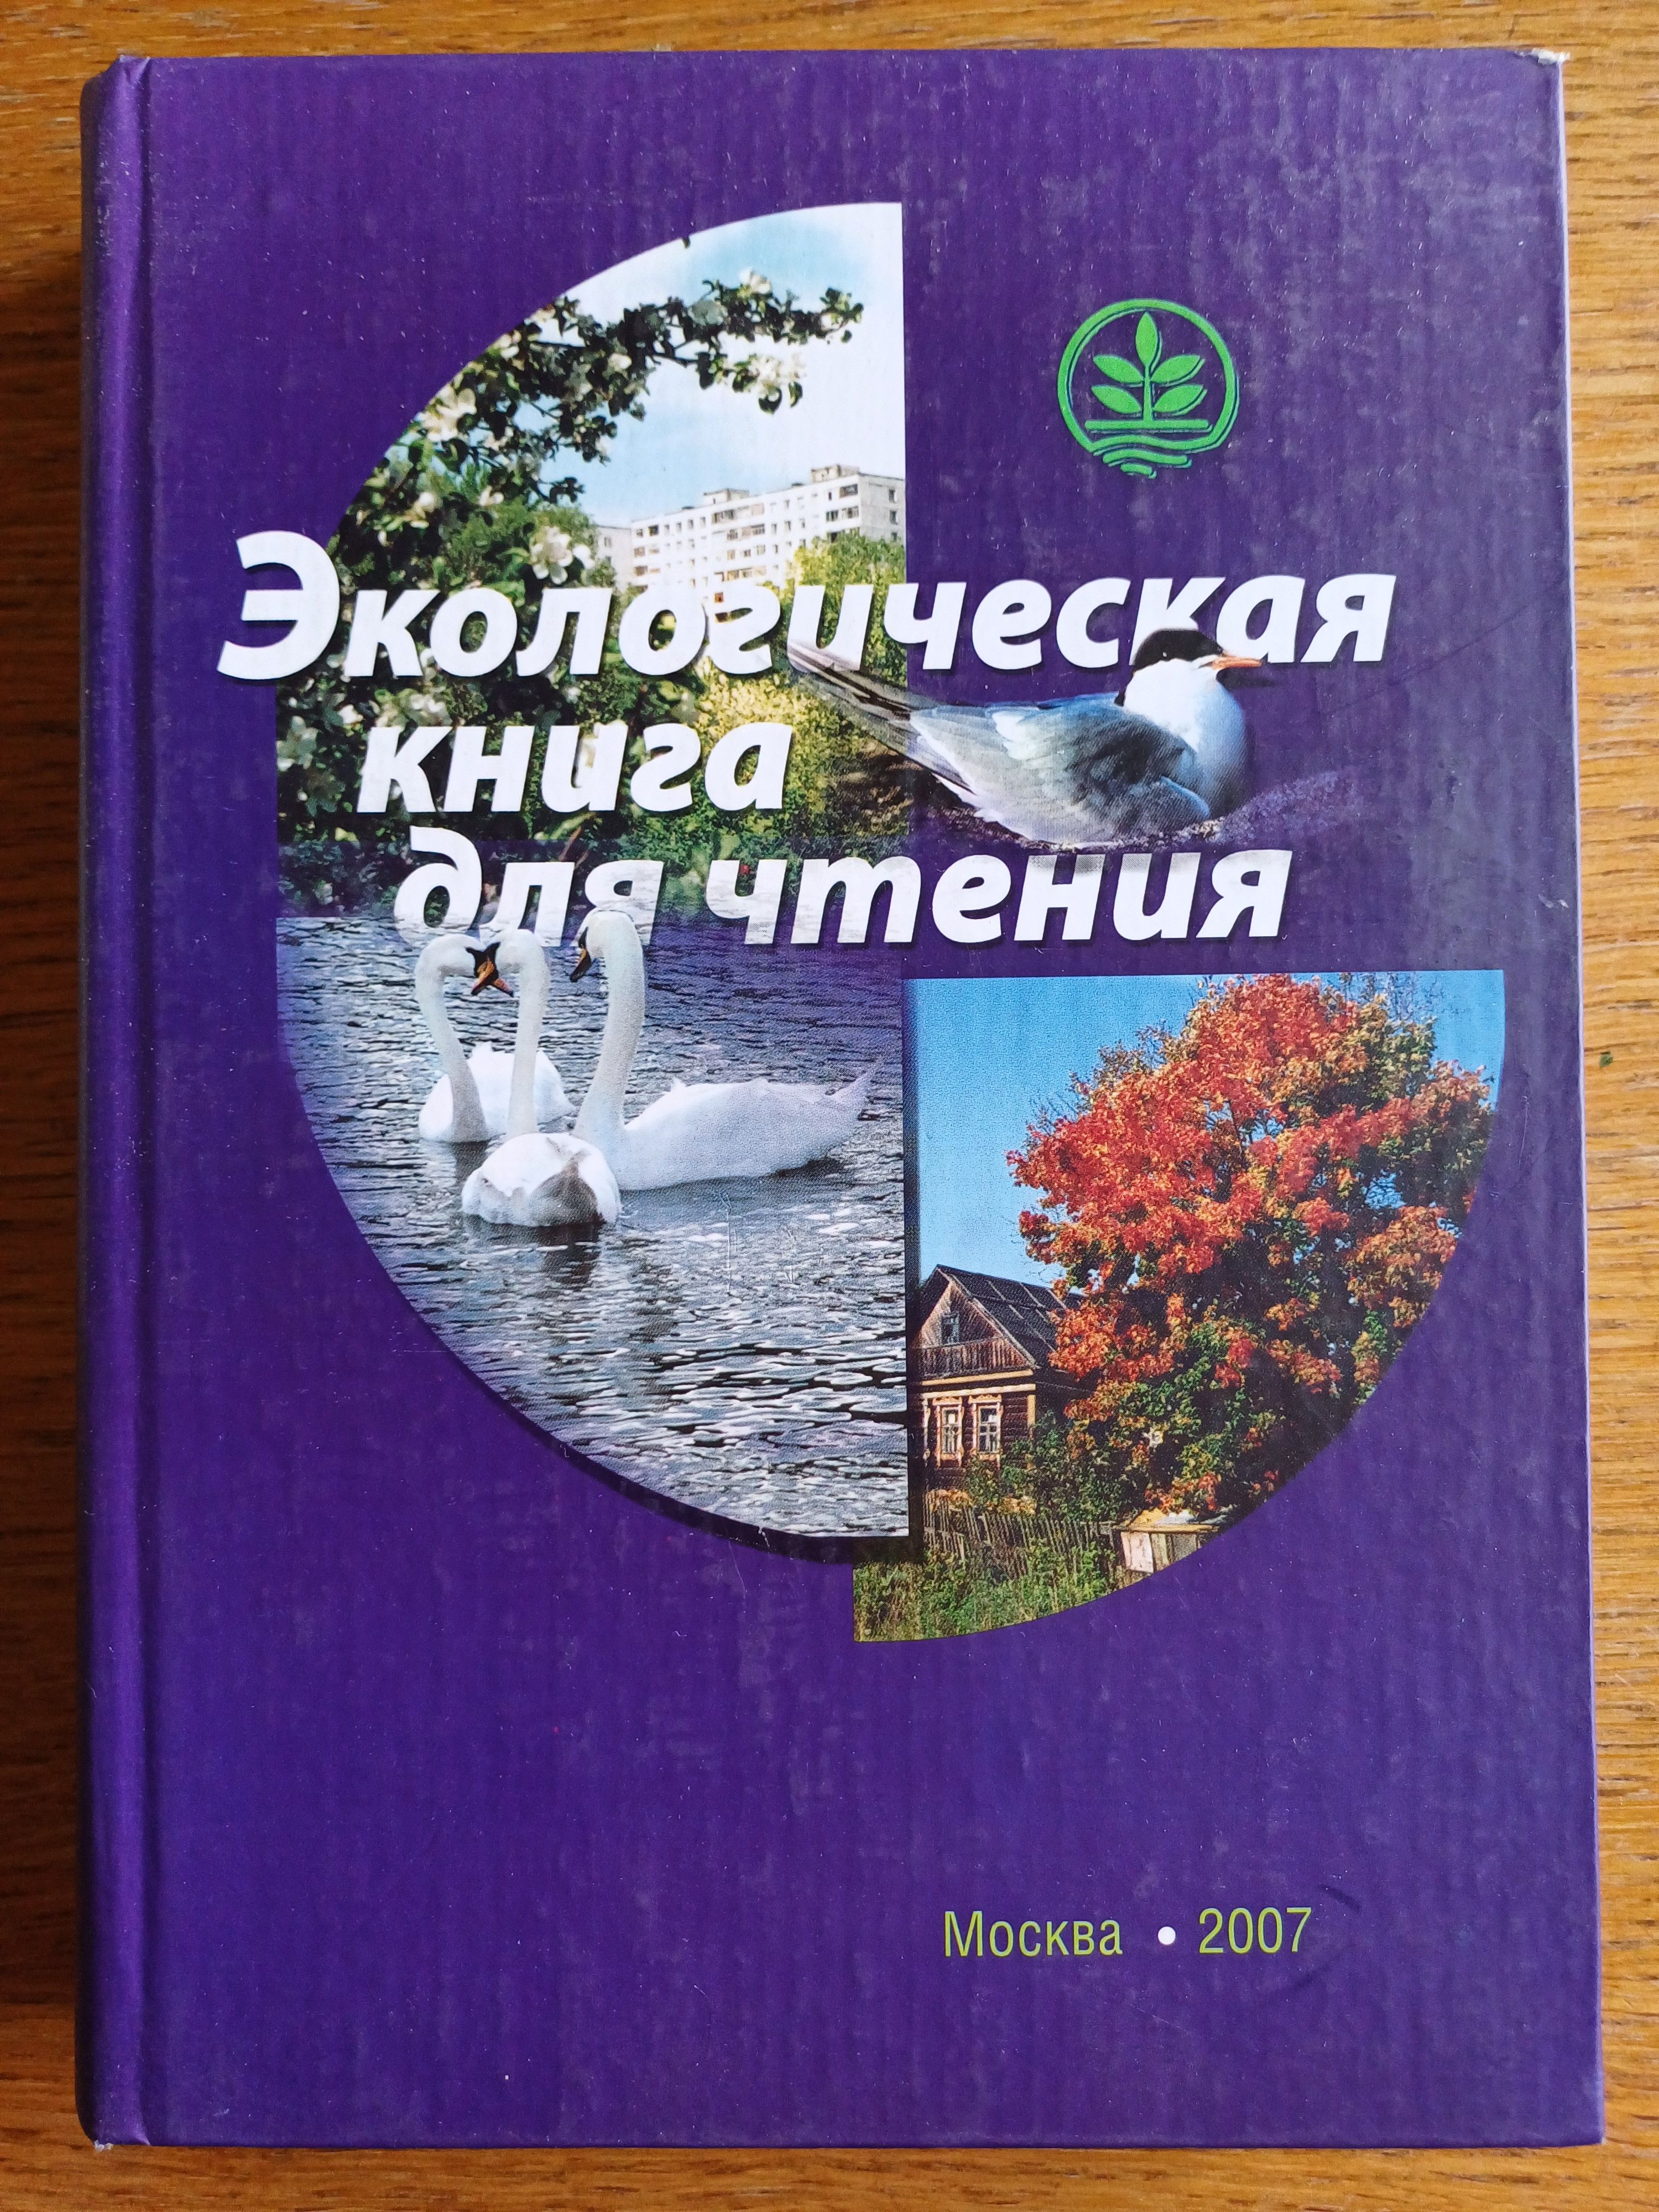 Экологическая
книга
для чтения
Москва • 2007